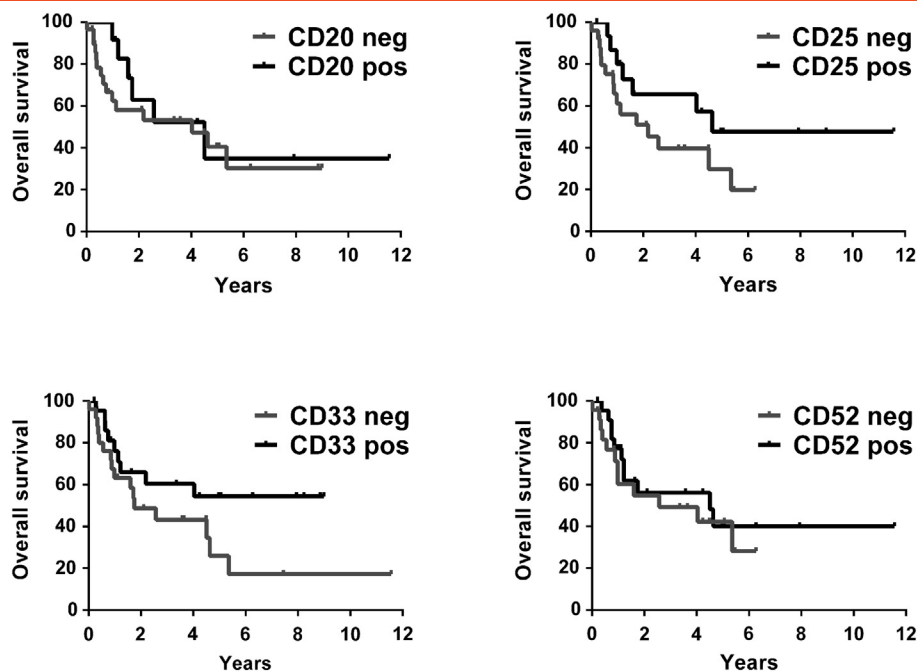 CD20 neg
CD20 pos
Overall survival
100
80
60
40
20
0
0 2 4 6 8 10 12
Years
CD25 neg
CD25 pos
Overall survival
100
80
60
40
20
0
0 2 4 6 8 10 12
Years
CD33 neg
CD33 pos
Overall survival
100
80
60
40
20
0
0 2 4 6 8 10 12
Years
CD52 neg
CD52 pos
Overall survival
100
80
60
40
20
0
0 2 4 6 8 10 12
Years